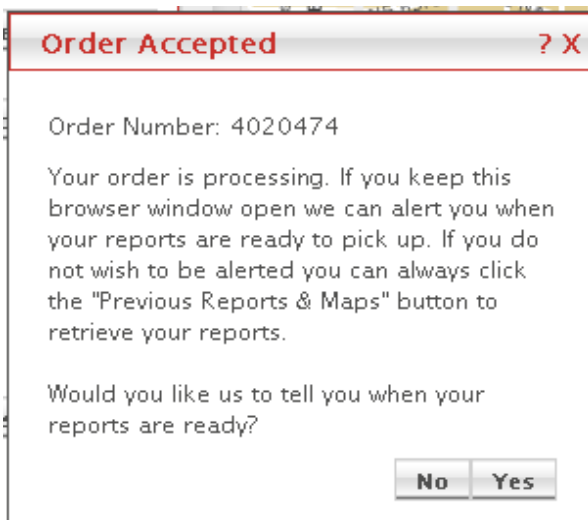 Order Accepted ? X
Order Number: 4020474
Your order is processing. If you keep this
browser window open we can alert you when
your reports are ready to pick up. If you do
not wish to be alerted you can always click
the "Previous Reports & Maps" button to
retrieve your reports.
Would you like us to tell you when your
reports are ready?
No Yes